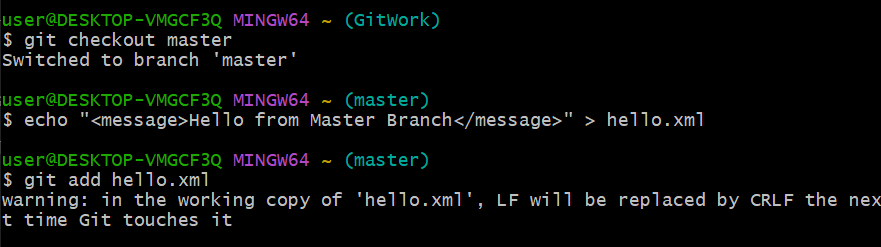 user@DESKTOP-VMGCF3Q MINGW64 ~ (GitWork)
$ git checkout master
Switched to branch 'master'
user@DESKTOP-VMGCF3Q MINGW64 ~ (master)
$ echo "<message>Hello from Master Branch</message>" > hello.xml
user@DESKTOP-VMGCF3Q MINGW64 ~ (master)
$ git add hello.xml
warning: in the working copy of 'hello.xml', LF will be replaced by CRLF the nex
t time Git touches it